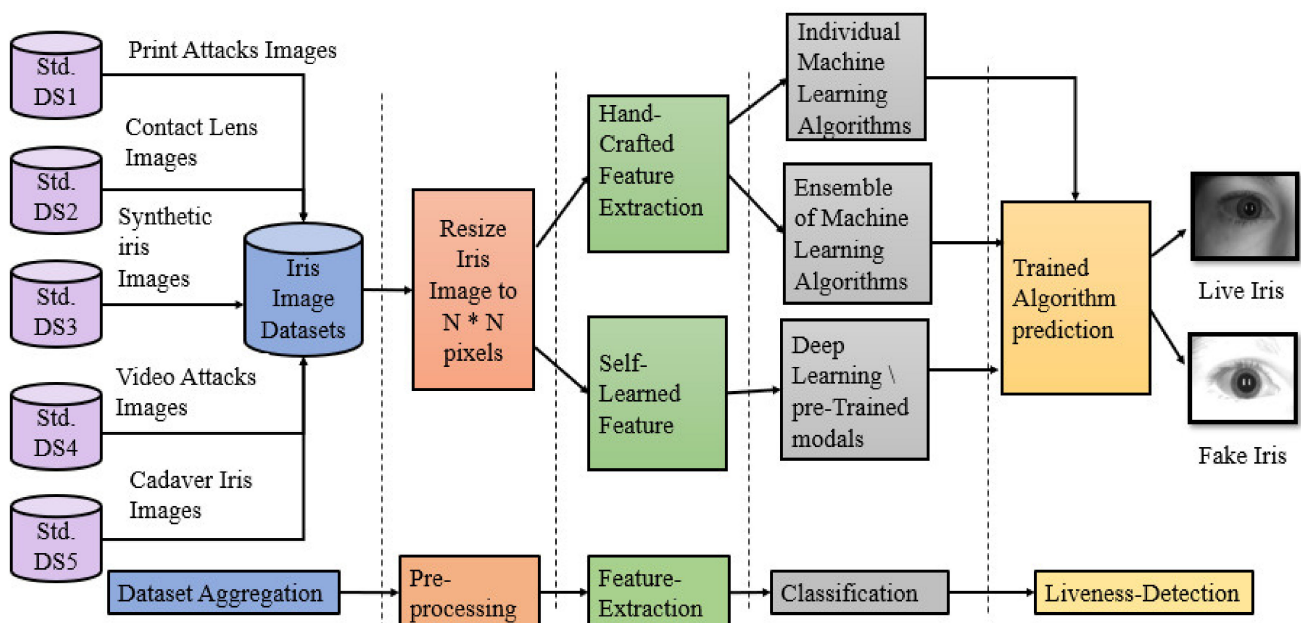 Std.
DS1
Print Attacks Images
Std.
DS2
Contact Lens
Images
Std.
DS3
Synthetic
iris
Images
Std.
DS4
Video Attacks
Images
Std.
DS5
Cadaver Iris
Images
Iris
Image
Datasets
Resize
Iris
Image to
N * N
pixels
Hand-
Crafted
Feature
Extraction
Self-
Learned
Feature
Individual
Machine
Learning
Algorithms
Ensemble
of Machine
Learning
Algorithms
Deep
Learning \
pre-Trained
modals
Trained
Algorithm
prediction
Live Iris
Fake Iris
Dataset Aggregation
Pre-
processing
Feature-
Extraction
Classification
Liveness-Detection